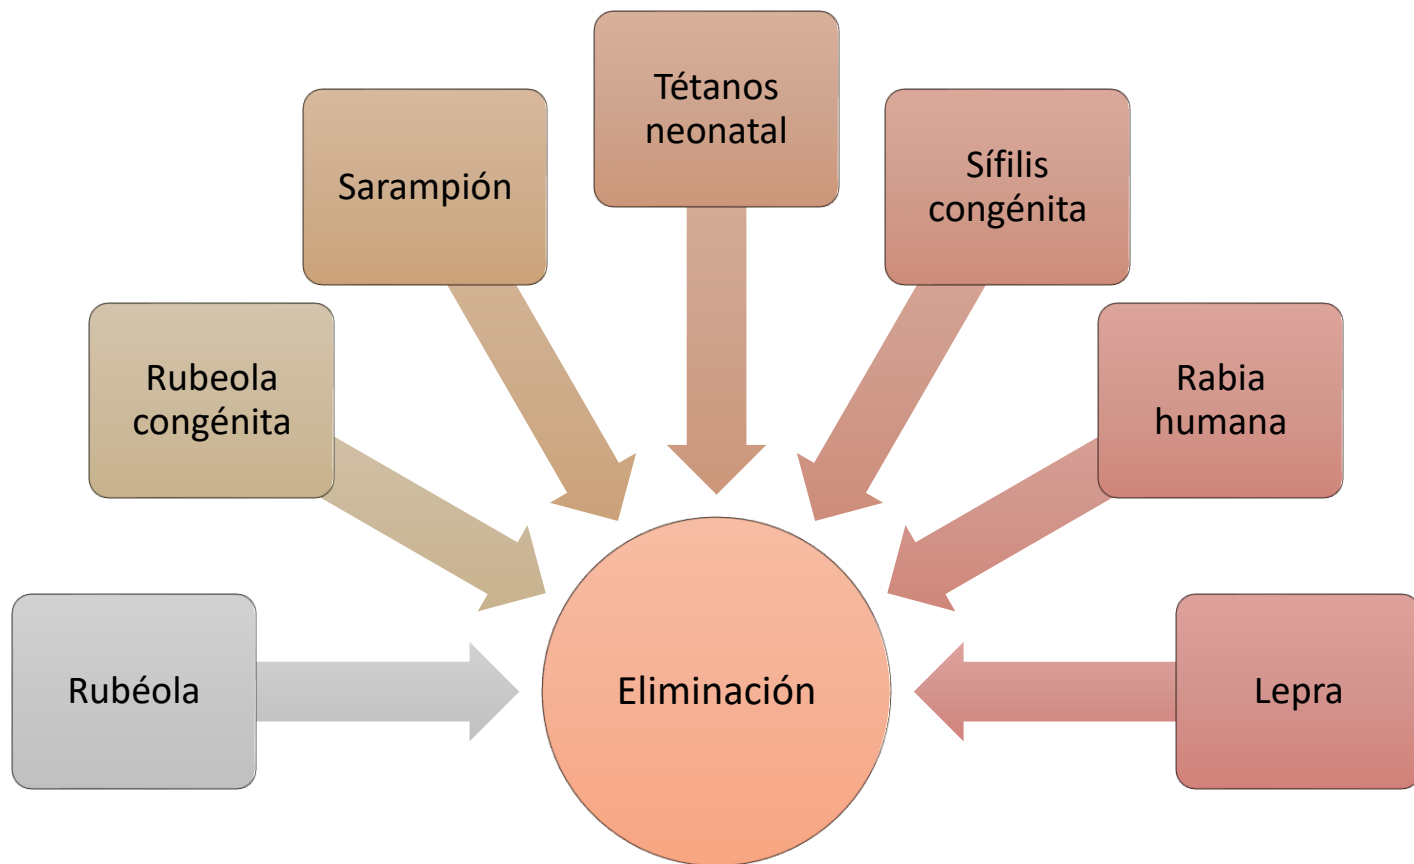 Tétanos
neonatal
Sarampión
Sífilis
congénita
Rubeola
congénita
Rabia
humana
Rubéola
Eliminación
Lepra